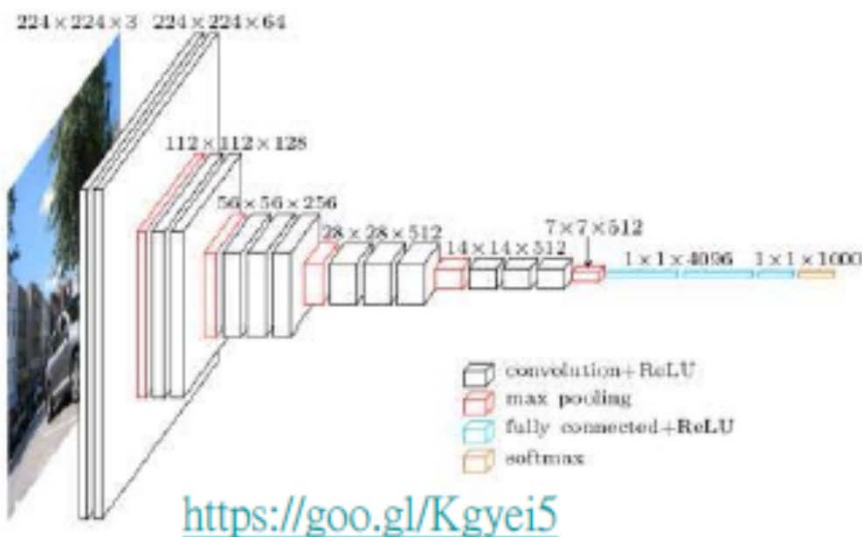 224×224×3 224×224×64
112×112×128
56×56×256
28×28×512
14×14×512
7×7×512
1×1×4096 1×1×1000
convolution+ReLU
max pooling
fully connected+ReLU
softmax
https://goo.gl/Kgyei5